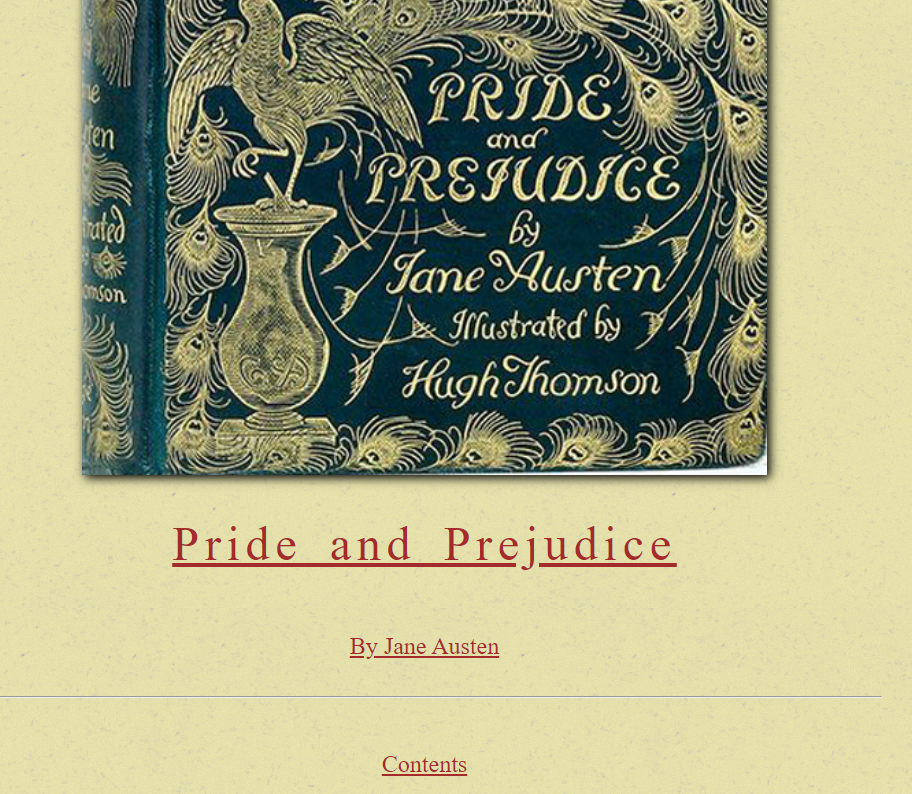 PRIDE
and
PREJUDICE
by
Jane Austen
Illustrated by
Hugh Thomson
Pride and Prejudice
By Jane Austen
Contents